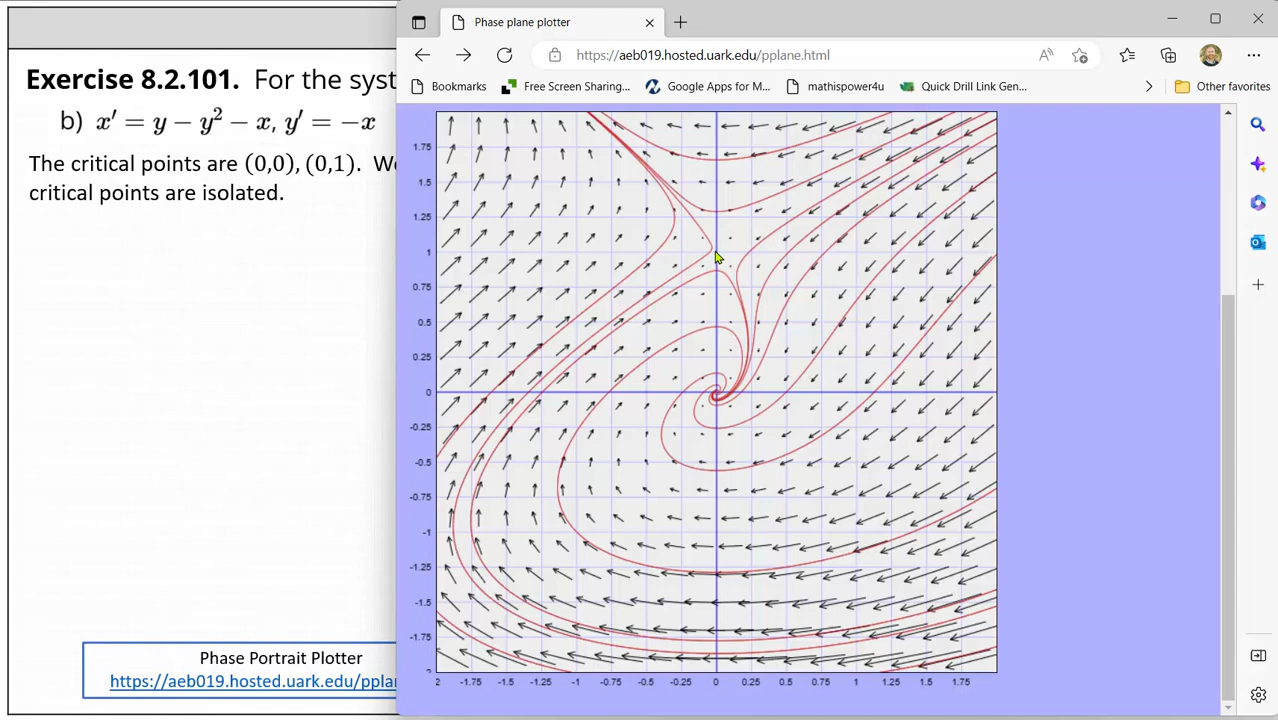 Phase plane plotter
https://aeb019.hosted.uark.edu/pplane.html
Bookmarks
Free Screen Sharing...
Google Apps for M...
mathispower4u
Quick Drill Link Gen...
Other favorites
Exercise 8.2.101. For the syst
b) x′ = y − y² − x, y′ = −x
The critical points are (0,0), (0,1). We
critical points are isolated.
1.75
1.5
1.25
1
0.75
0.5
0.25
0
-0.25
-0.5
-0.75
-1
-1.25
-1.5
-1.75
2 -1.75 -1.5 -1.25 -1 -0.75 -0.5 -0.25 0 0.25 0.5 0.75 1 1.25 1.5 1.75
Phase Portrait Plotter
https://aeb019.hosted.uark.edu/pplan